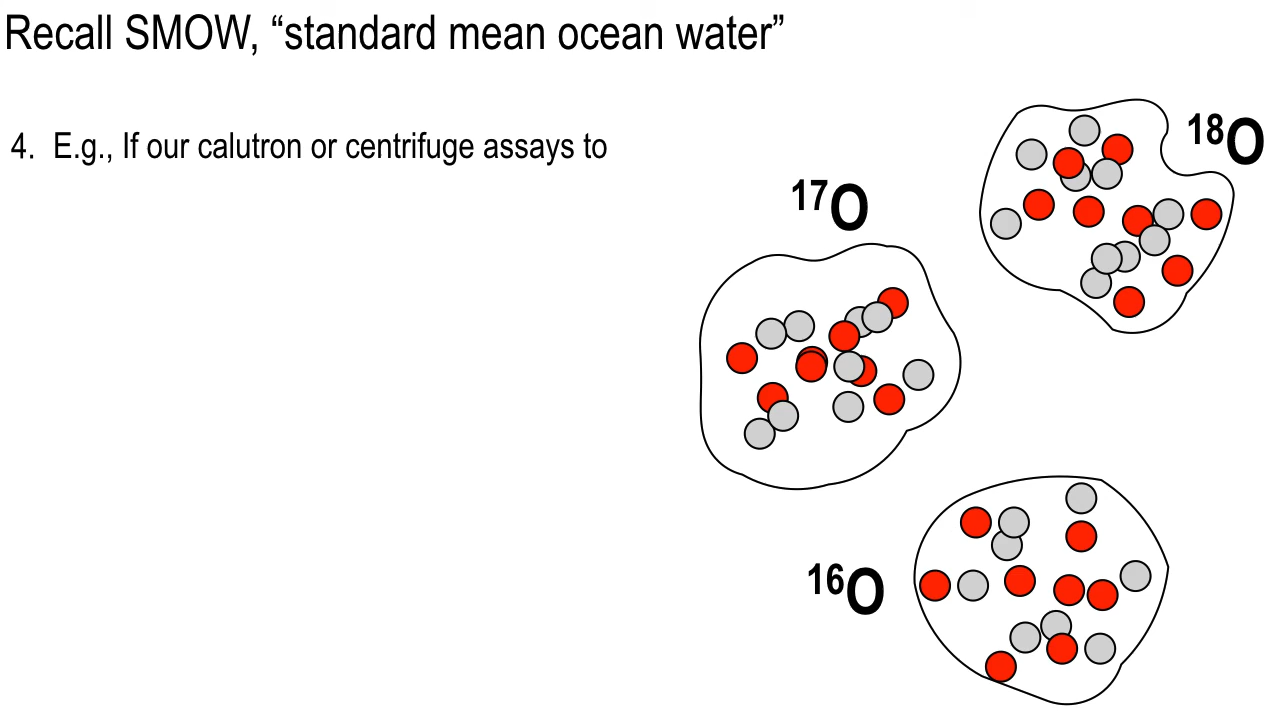 Recall SMOW, “standard mean ocean water”
4. E.g., If our calutron or centrifuge assays to
¹⁸O
¹⁷O
¹⁶O